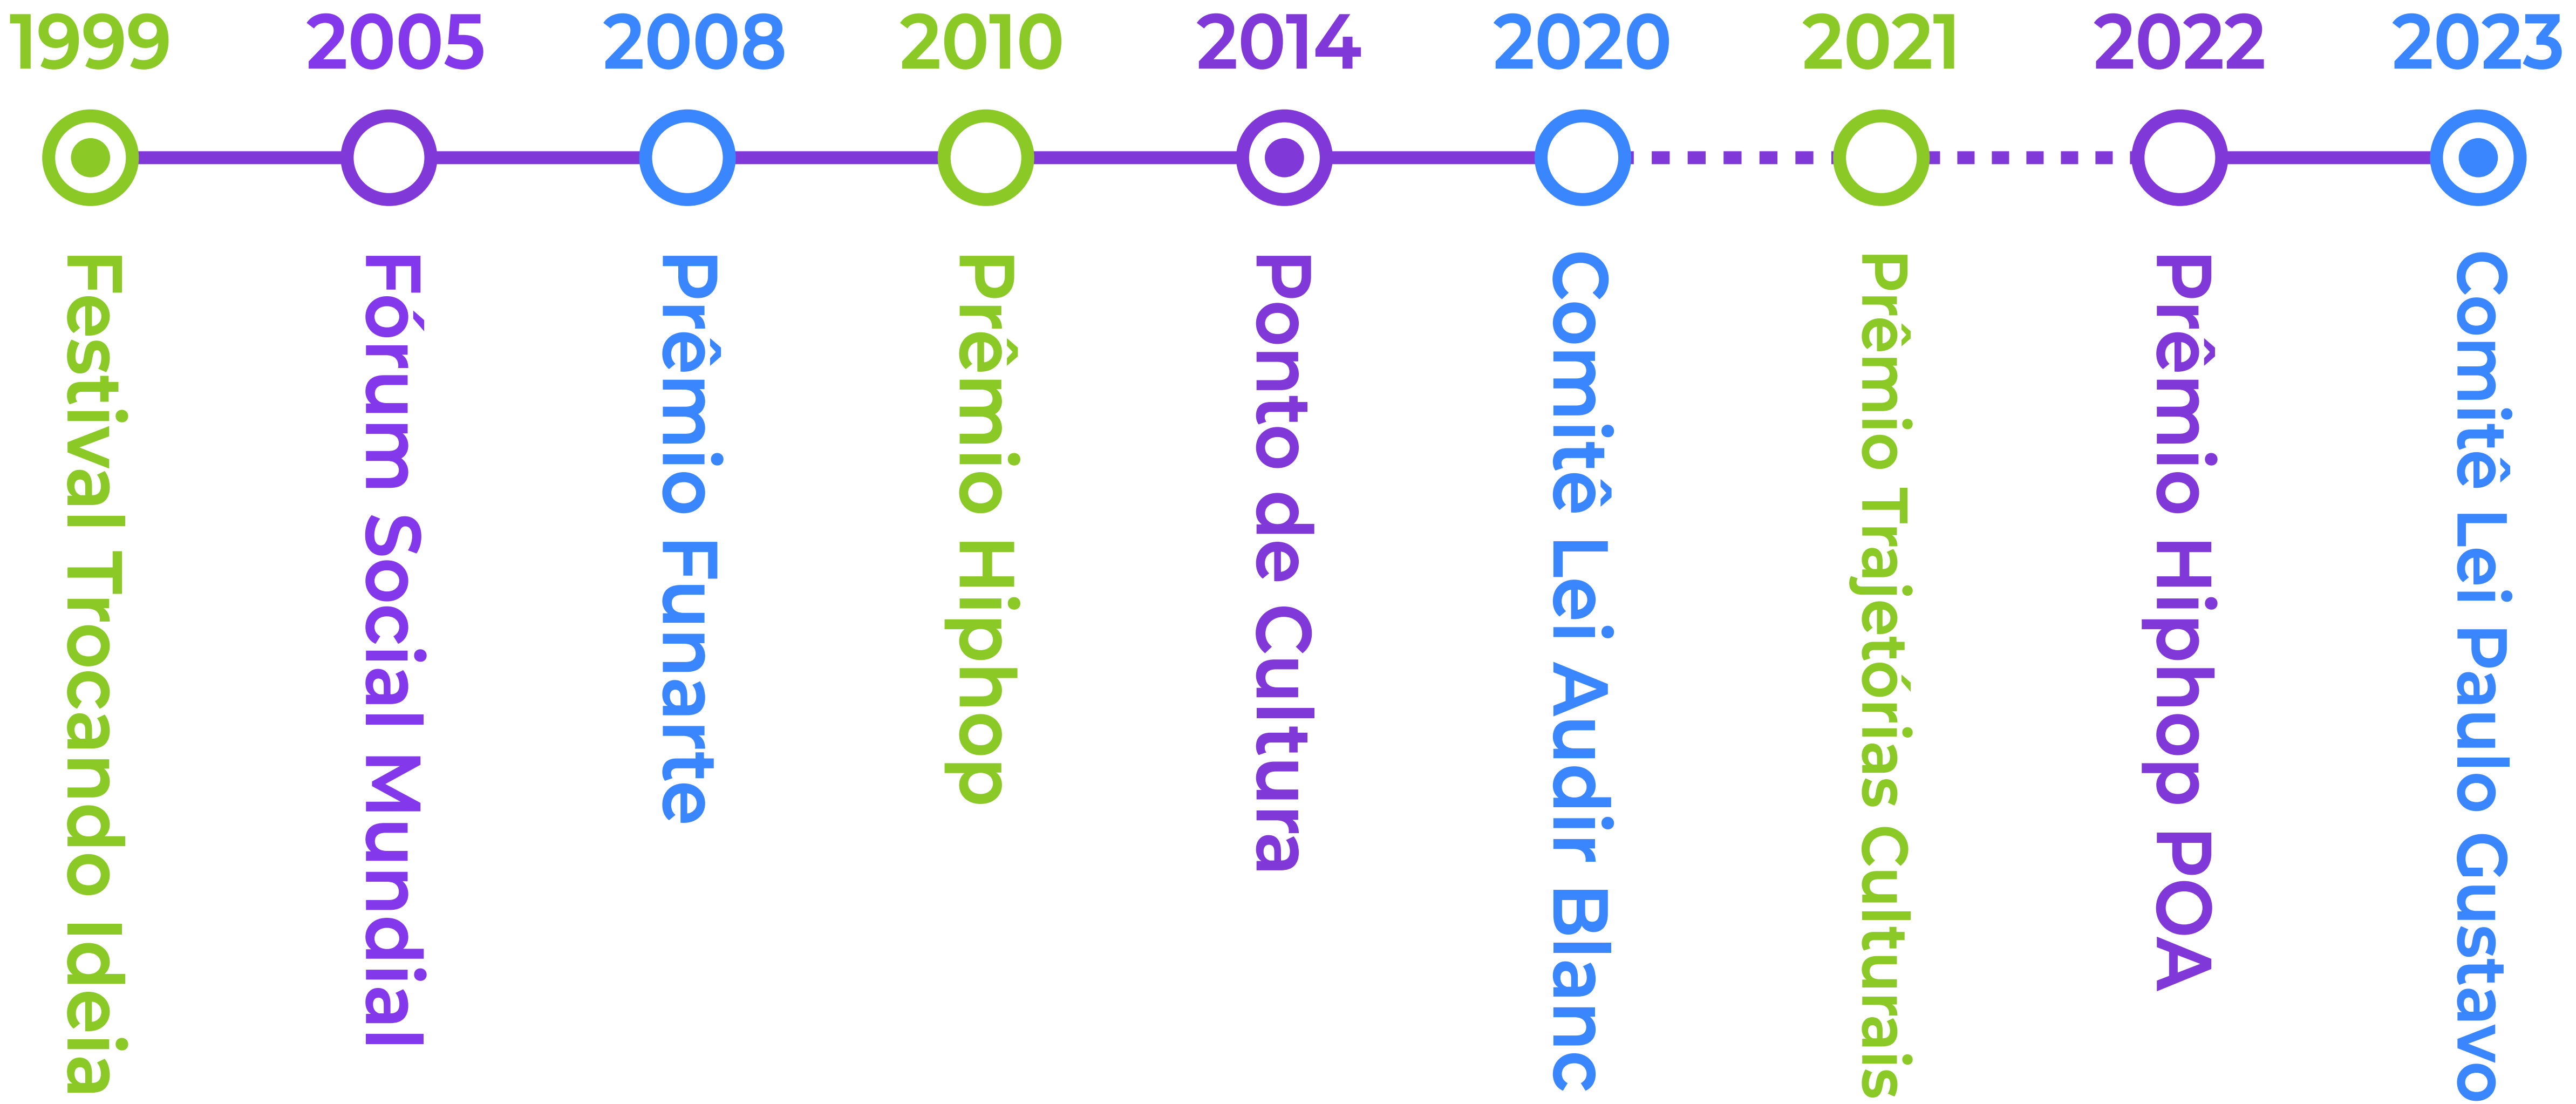 1999
2005
2008
2010
2014
2020
2021
2022
2023
Festival Trocando Ideia
Fórum Social Mundial
Prêmio Funarte
Prêmio Hiphop
Ponto de Cultura
Comitê Lei Audir Blanc
Prêmio Trajetórias Culturais
Prêmio Hiphop POA
Comitê Lei Paulo Gustavo